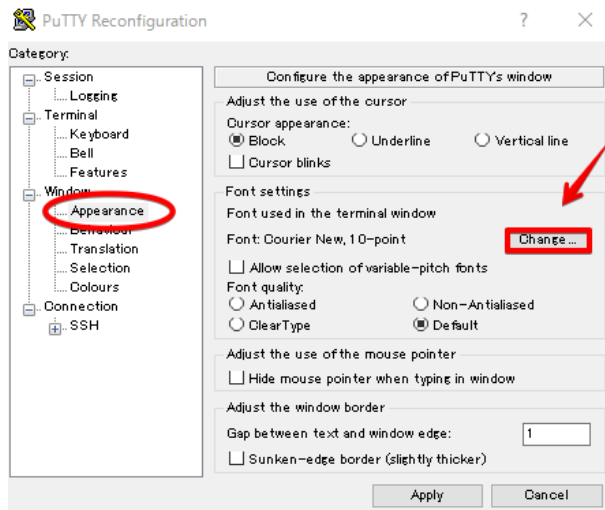 PuTTY Reconfiguration
Category:
Session
Logging
Terminal
Keyboard
Bell
Features
Window
Appearance
Behaviour
Translation
Selection
Colours
Connection
SSH
Configure the appearance of PuTTY's window
Adjust the use of the cursor
Cursor appearance:
Block Underline Vertical line
Cursor blinks
Font settings
Font used in the terminal window
Font: Courier New, 10-point Change...
Allow selection of variable-pitch fonts
Font quality:
Antialiased Non-Antialiased
ClearType Default
Adjust the use of the mouse pointer
Hide mouse pointer when typing in window
Adjust the window border
Gap between text and window edge: 1
Sunken-edge border (slightly thicker)
Apply Cancel